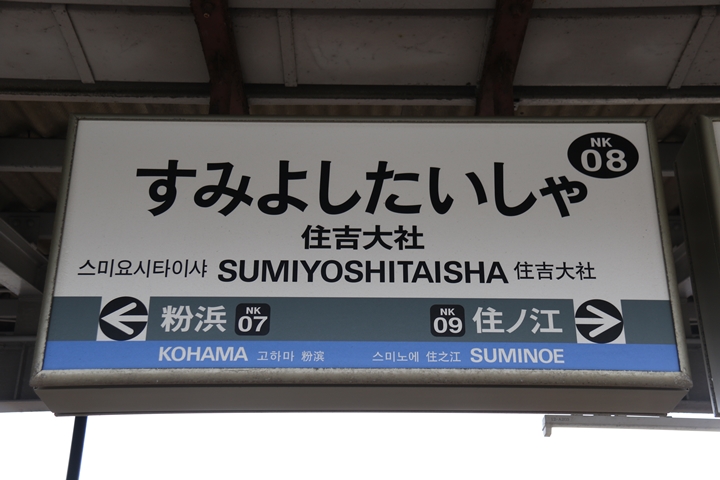 NK
08
すみよしたいしゃ
住吉大社
스미요시타이샤 SUMIYOSHITAISHA 住吉大社
粉浜 NK 07 NK 09 住ノ江
KOHAMA 고하마 粉滨 스미노에 住之江 SUMINOE